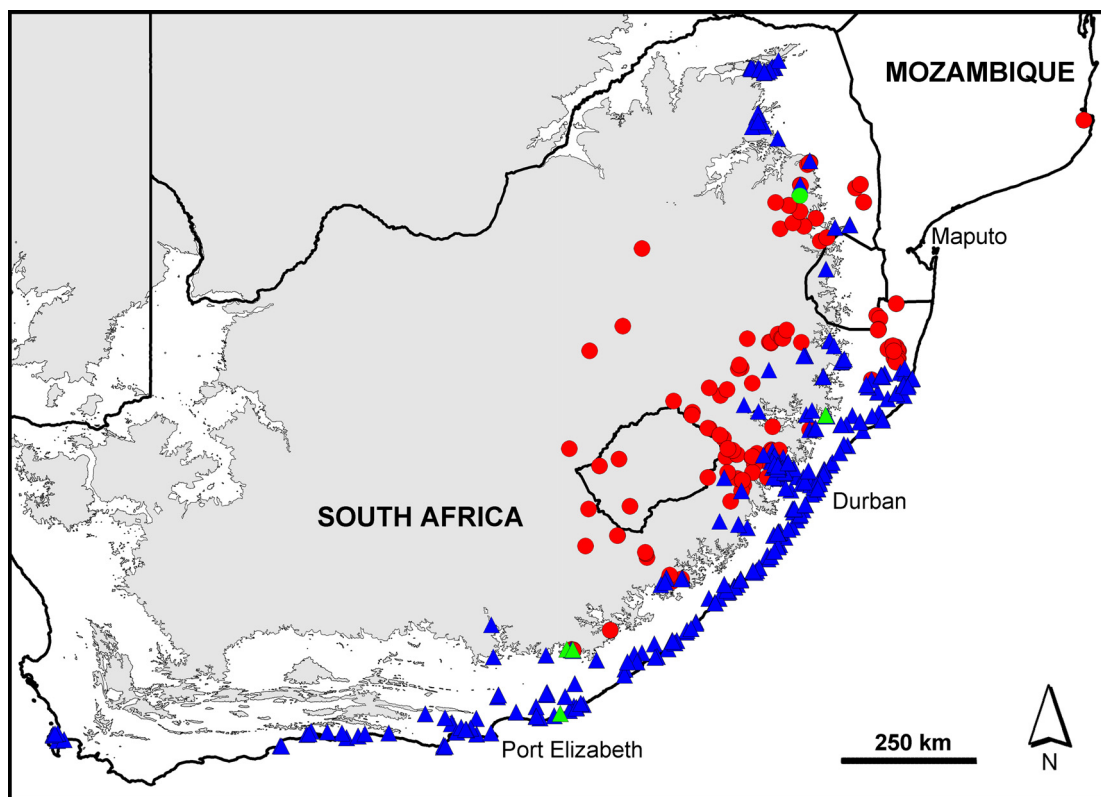 MOZAMBIQUE
Maputo
Durban
SOUTH AFRICA
Port Elizabeth
250 km
N